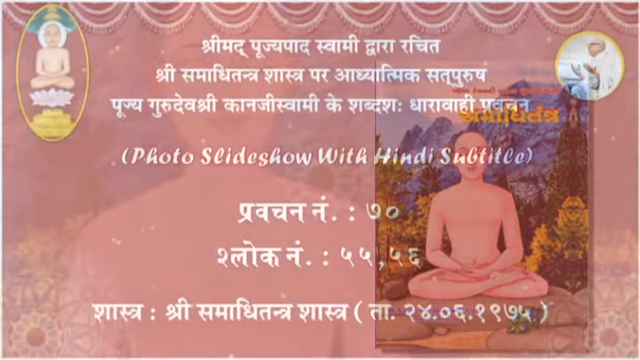 श्रीमद् पूज्यपाद स्वामी द्वारा रचित
श्री समाधितन्त्र शास्त्र पर आध्यात्मिक सत्पुरुष
पूज्य गुरुदेवश्री कानजीस्वामी के शब्दशः धारावाही प्रवचन
समाधितंत्र
(Photo Slideshow With Hindi Subtitle)
प्रवचन नं. : ७०
श्लोक नं. : ५५,५६
शास्त्र : श्री समाधितन्त्र शास्त्र ( ता. २४.०६.१९७५ )